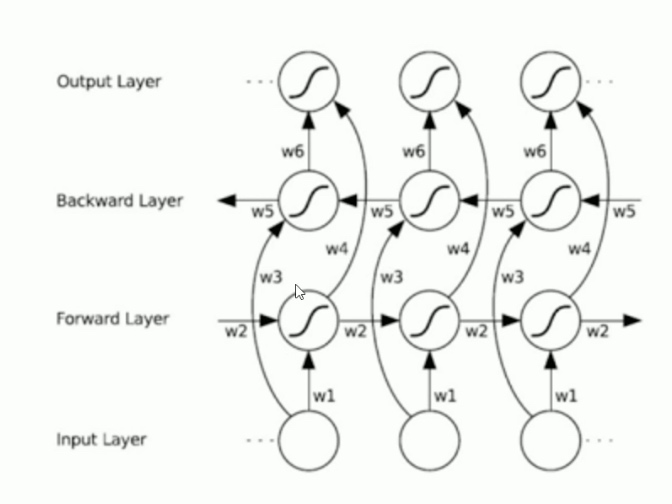 Output Layer
w6 w6 w6
Backward Layer
w5 w5 w5 w5
w4 w4 w4
w3 w3 w3
Forward Layer
w2 w2 w2 w2
w1 w1 w1
Input Layer